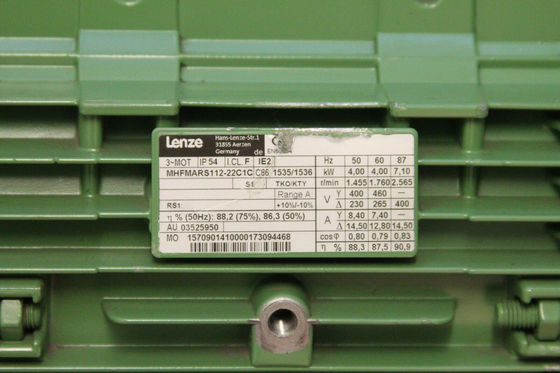 Lenze Hans-Lenze-Str.1
31855 Aerzen
Germany de
3~MOT IP 54 I.CL. F IE2
MHFMARS112-22C1C C86 1535/1536
S1 TKO/KTY
Range A
RS1: +10%/-10%
η % (50Hz): 88,2 (75%), 86,3 (50%)
AU 03525950
MO 1570901410000173094468
Hz 50 60 87
kW 4,00 4,00 7,10
r/min 1.455 1.760 2.565
V Y 400 460 -
Δ 230 265 400
A Y 8,40 7,40 -
Δ 14,50 12,80 14,50
cosΦ 0,80 0,79 0,83
η % 88,3 87,5 90,9